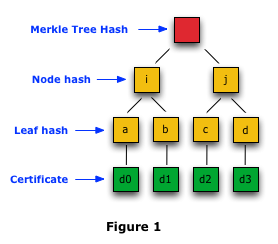 Merkle Tree Hash
Node hash i j
Leaf hash a b c d
Certificate d0 d1 d2 d3
Figure 1